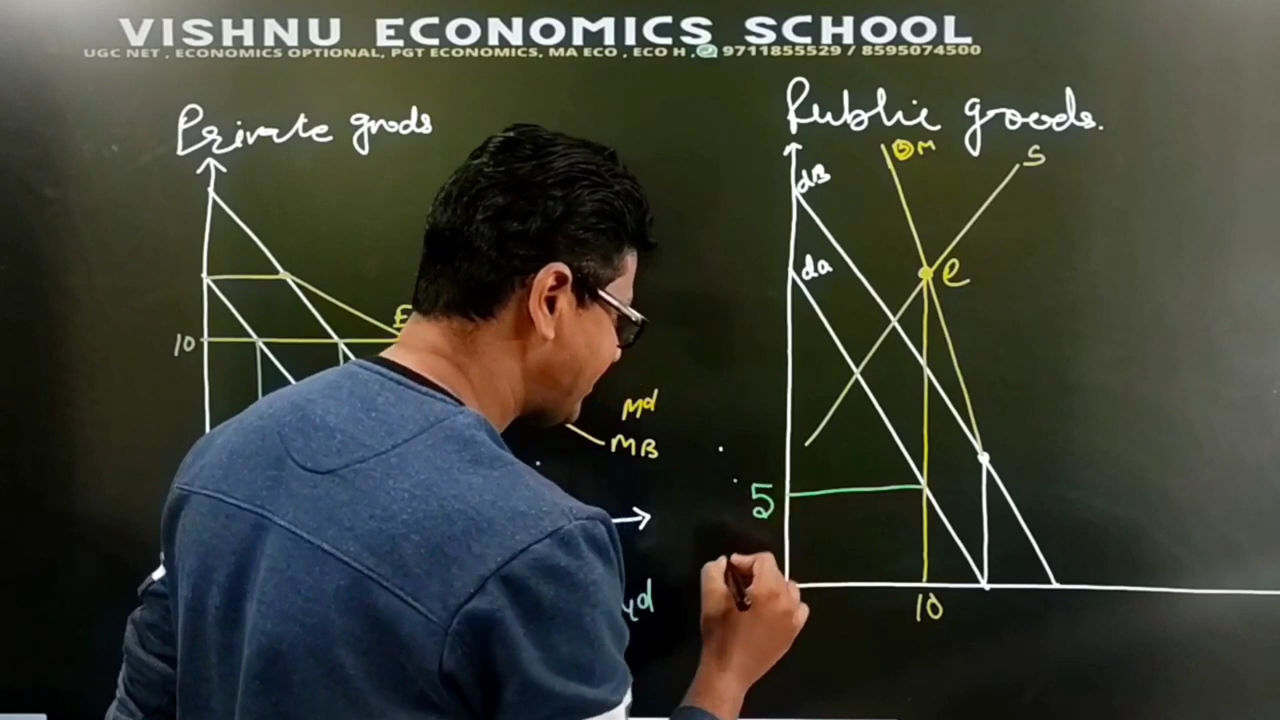 VISHNU ECONOMICS SCHOOL
UGC NET , ECONOMICS OPTIONAL, PGT ECONOMICS, MA ECO , ECO H , 9711855529 / 8595074500
Private goods
10
E
Md
MB
Public goods.
dB
da
DM
S
e
5
10